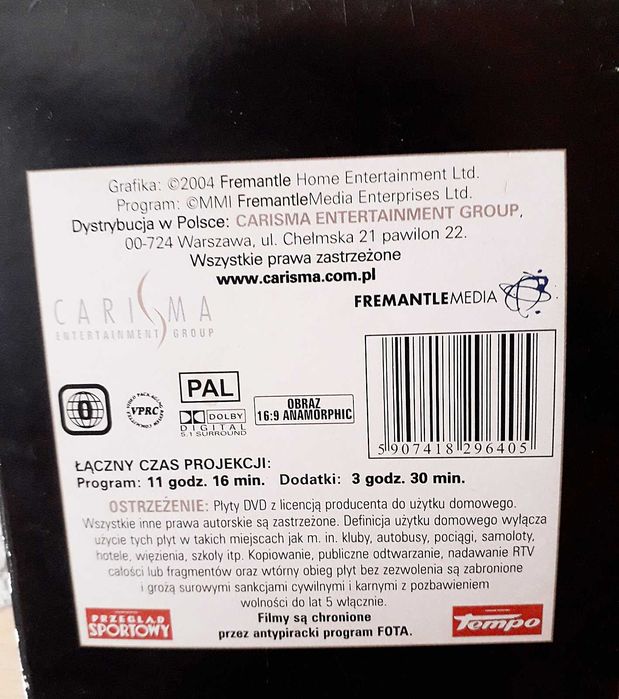 Grafika: ©2004 Fremantle Home Entertainment Ltd.
Program: ©MMI FremantleMedia Enterprises Ltd.
Dystrybucja w Polsce: CARISMA ENTERTAINMENT GROUP,
00-724 Warszawa, ul. Chełmska 21 pawilon 22.
Wszystkie prawa zastrzeżone
www.carisma.com.pl
CARISMA
ENTERTAINMENT GROUP
FREMANTLEMEDIA
0
VPRC
PAL
DOLBY
DIGITAL
5.1 SURROUND
OBRAZ
16:9 ANAMORPHIC
5 907418 296405
ŁĄCZNY CZAS PROJEKCJI:
Program: 11 godz. 16 min. Dodatki: 3 godz. 30 min.
OSTRZEŻENIE: Płyty DVD z licencją producenta do użytku domowego.
Wszystkie inne prawa autorskie są zastrzeżone. Definicja użytku domowego wyłącza
użycie tych płyt w takich miejscach jak m. in. kluby, autobusy, pociągi, samoloty,
hotele, więzienia, szkoły itp. Kopiowanie, publiczne odtwarzanie, nadawanie RTV
całości lub fragmentów oraz wtórny obieg płyt bez zezwolenia są zabronione
i grożą surowymi sankcjami cywilnymi i karnymi z pozbawieniem
wolności do lat 5 włącznie.
PRZEGLĄD
SPORTOWY
Filmy są chronione
przez antypiracki program FOTA.
Tempo